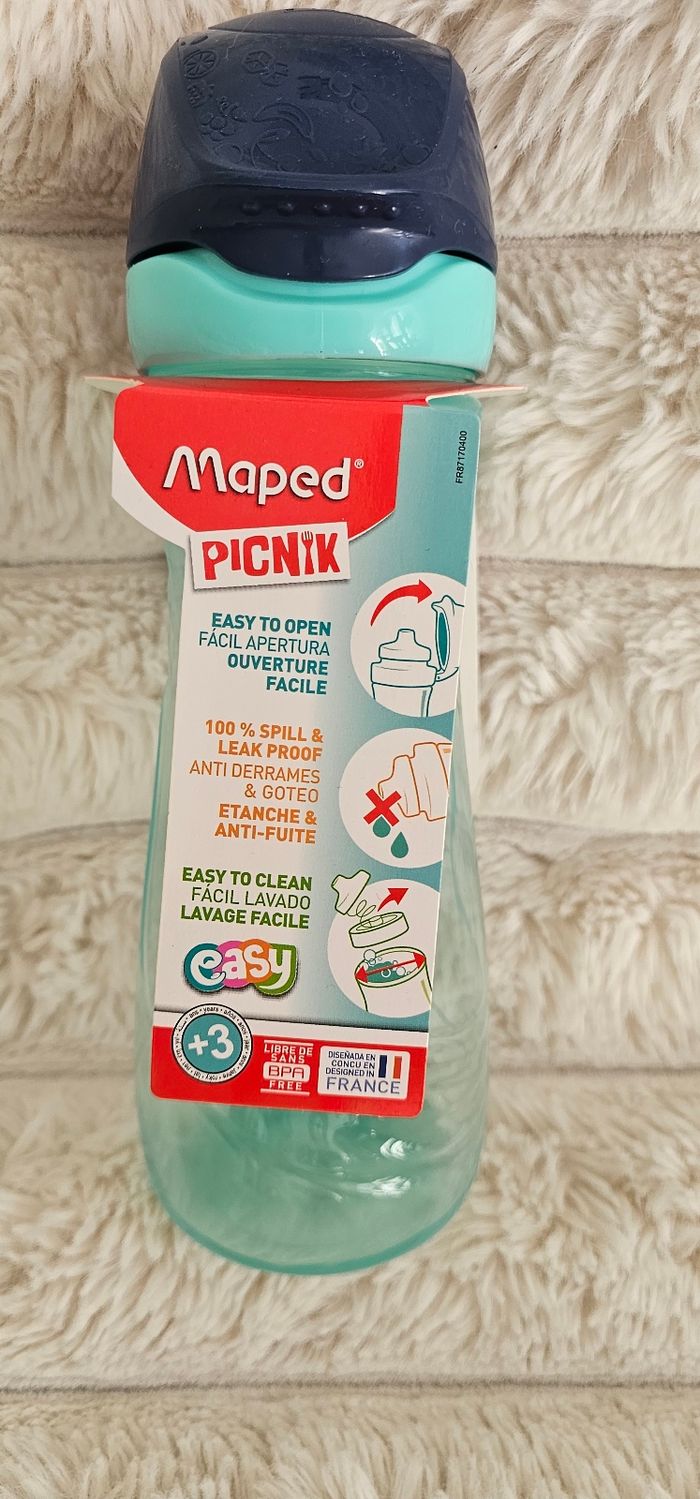 Maped®
FR87170400
PICNIK
EASY TO OPEN
FÁCIL APERTURA
OUVERTURE
FACILE
100 % SPILL &
LEAK PROOF
ANTI DERRAMES
& GOTEO
ETANCHE &
ANTI-FUITE
EASY TO CLEAN
FÁCIL LAVADO
LAVAGE FACILE
easy
+3
LIBRE DE
SANS
BPA
FREE
DISEÑADA EN
CONCU EN
DESIGNED IN
FRANCE